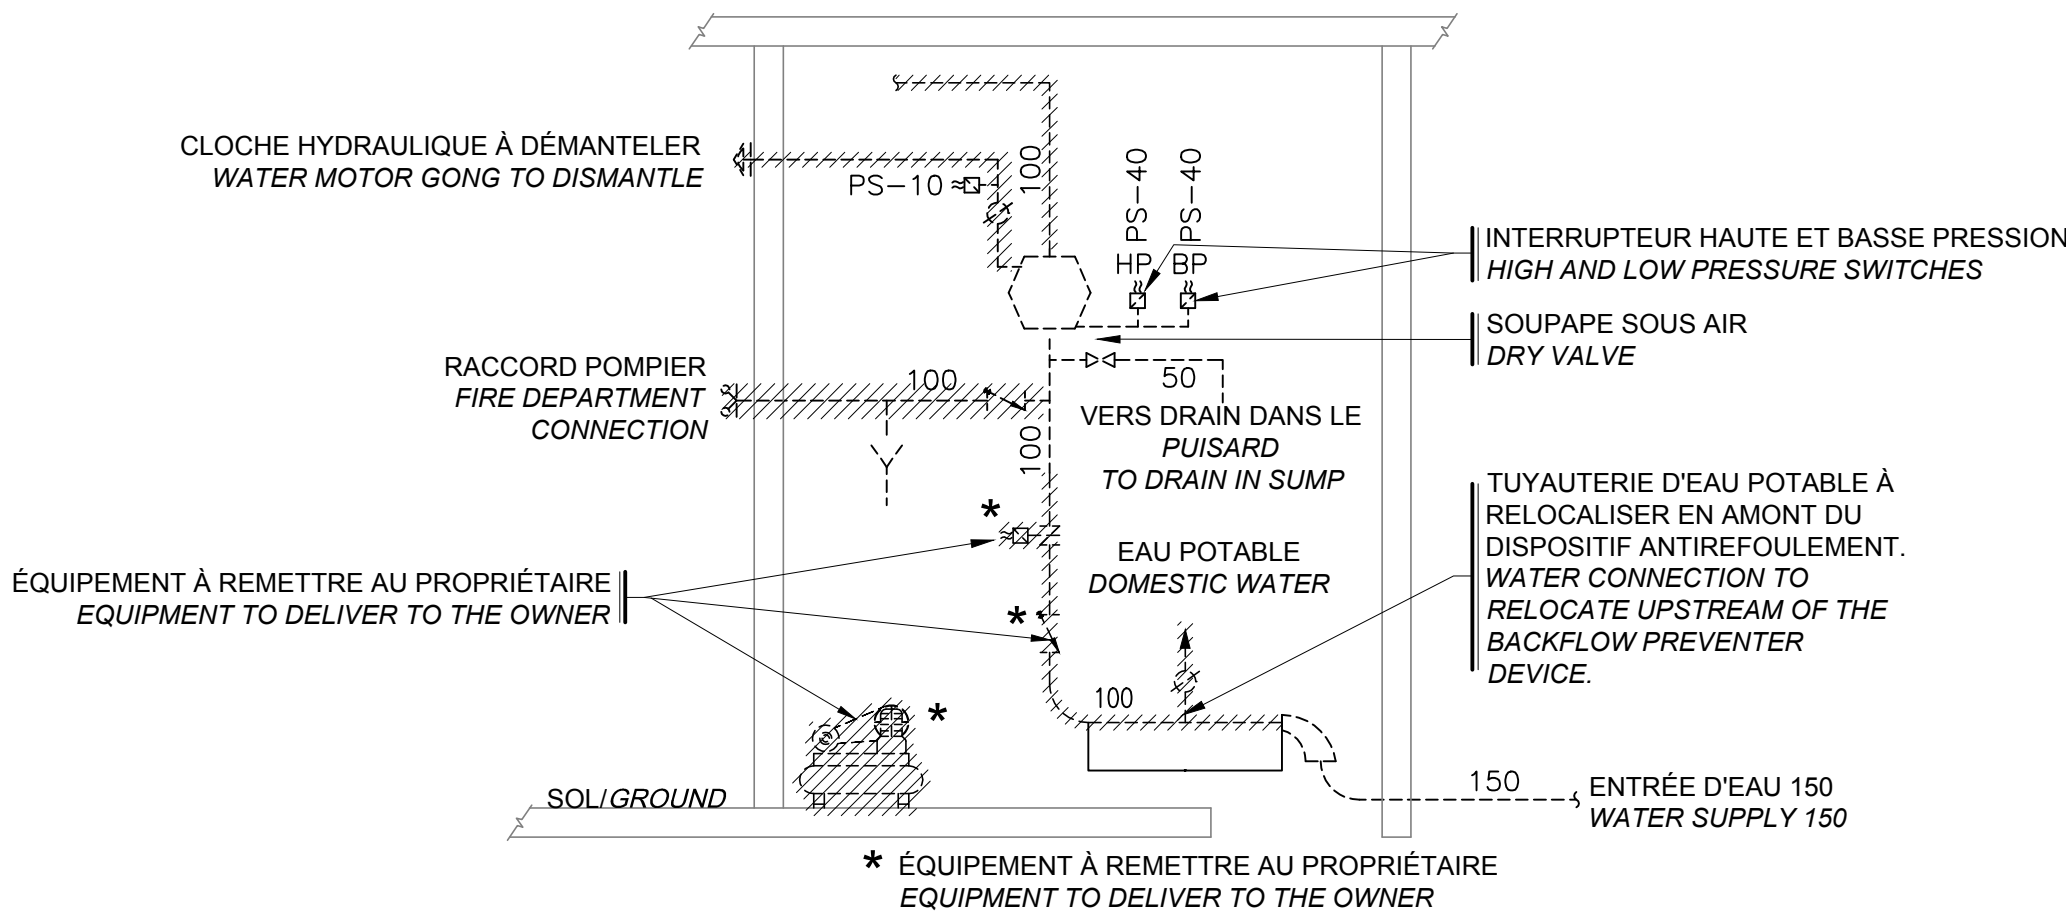 CLOCHE HYDRAULIQUE À DÉMANTELER
WATER MOTOR GONG TO DISMANTLE
PS-10
100
PS-40
PS-40
HP
BP
INTERRUPTEUR HAUTE ET BASSE PRESSION
HIGH AND LOW PRESSURE SWITCHES
SOUPAPE SOUS AIR
DRY VALVE
RACCORD POMPIER
FIRE DEPARTMENT
CONNECTION
100
50
100
VERS DRAIN DANS LE
PUISARD
TO DRAIN IN SUMP
TUYAUTERIE D'EAU POTABLE À
RELOCALISER EN AMONT DU
DISPOSITIF ANTIREFOULEMENT.
WATER CONNECTION TO
RELOCATE UPSTREAM OF THE
BACKFLOW PREVENTER
DEVICE.
*
EAU POTABLE
DOMESTIC WATER
ÉQUIPEMENT À REMETTRE AU PROPRIÉTAIRE
EQUIPMENT TO DELIVER TO THE OWNER
*
100
*
SOL/GROUND
150
ENTRÉE D'EAU 150
WATER SUPPLY 150
* ÉQUIPEMENT À REMETTRE AU PROPRIÉTAIRE
EQUIPMENT TO DELIVER TO THE OWNER